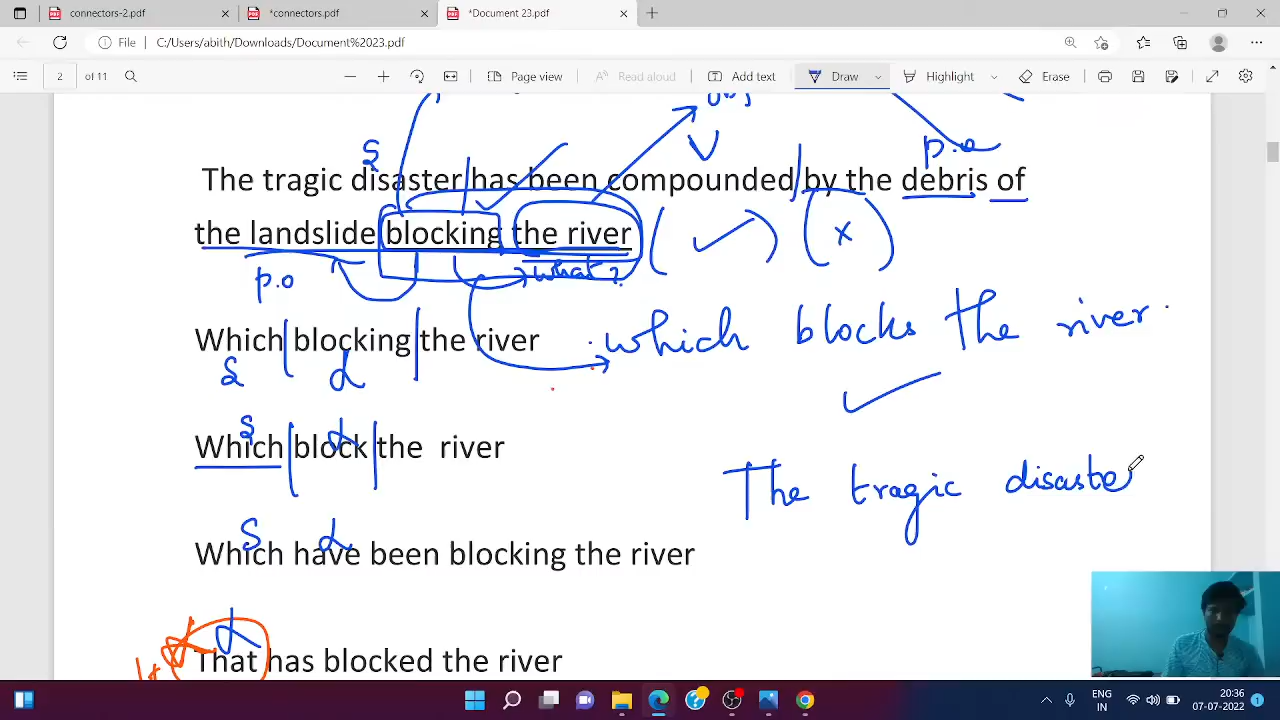 connectors-2.pdf
*connectors.pdf
*Document 23.pdf
File
C:/Users/abith/Downloads/Document%2023.pdf
2 of 11
Page view
Read aloud
Add text
Draw
Highlight
Erase
obj
S
V
p.o
The tragic disaster has been compounded by the debris of
the landslide blocking the river
p.o
what?
Which blocking the river
which blocks the river.
S
S
Which block the river
The tragic disaste
S
Which have been blocking the river
That has blocked the river
ENG
IN
20:36
07-07-2022
1